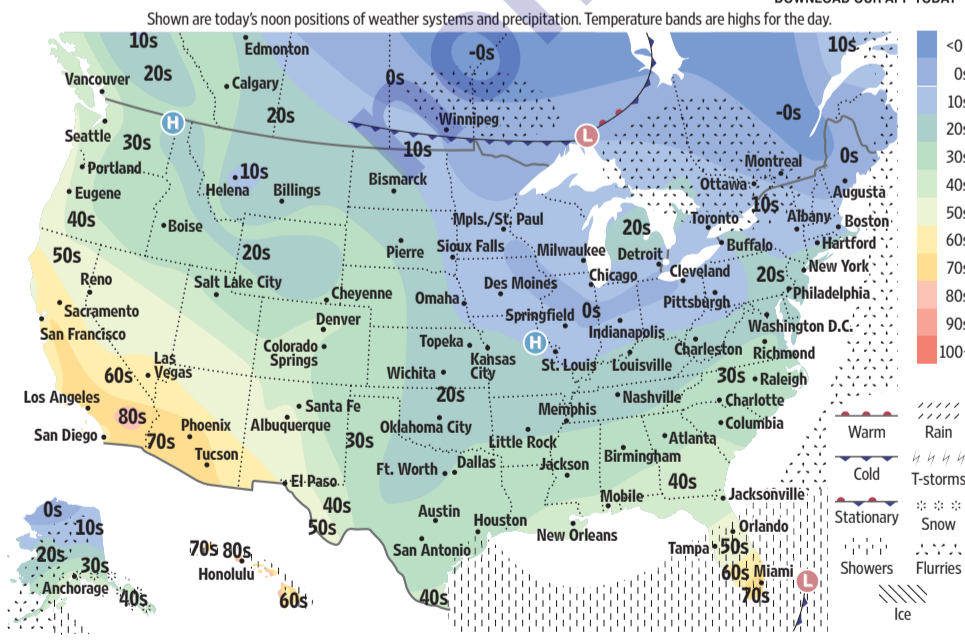 DOWNLOAD OUR APP TODAY
Shown are today's noon positions of weather systems and precipitation. Temperature bands are highs for the day.
10s
Edmonton
-0s
10s
<0
Vancouver
20s
Calgary
0s
0s
10s
20s
Winnipeg
-0s
20s
Seattle
H
L
30s
10s
Montreal
0s
30s
Portland
10s
Helena
Billings
Bismarck
Ottawa
Augusta
40s
Eugene
10s
40s
Boise
Mpls./St. Paul
20s
Toronto
Albany
Boston
50s
50s
20s
Pierre
Sioux Falls
Milwaukee
Detroit
Buffalo
Hartford
60s
Reno
Salt Lake City
Cheyenne
Omaha
Des Moines
Chicago
Cleveland
20s
New York
70s
Sacramento
Springfield
0s
Pittsburgh
Philadelphia
80s
San Francisco
Denver
Indianapolis
Washington D.C.
90s
Colorado
Springs
Topeka
Kansas
City
H
St. Louis
Louisville
Charleston
Richmond
100
60s
Las
Vegas
Wichita
30s
Raleigh
Los Angeles
Santa Fe
20s
Memphis
Nashville
Charlotte
80s
Phoenix
Albuquerque
Oklahoma City
Columbia
San Diego
70s
30s
Little Rock
Atlanta
Tucson
Ft. Worth
Dallas
Jackson
Birmingham
El Paso
40s
Jacksonville
40s
Mobile
50s
Austin
Houston
New Orleans
Orlando
San Antonio
Tampa
50s
60s
Miami
L
70s
40s
0s
10s
20s
30s
Anchorage
40s
70s
80s
Honolulu
60s
Warm
Rain
Cold
T-storms
Stationary
Snow
Showers
Flurries
Ice